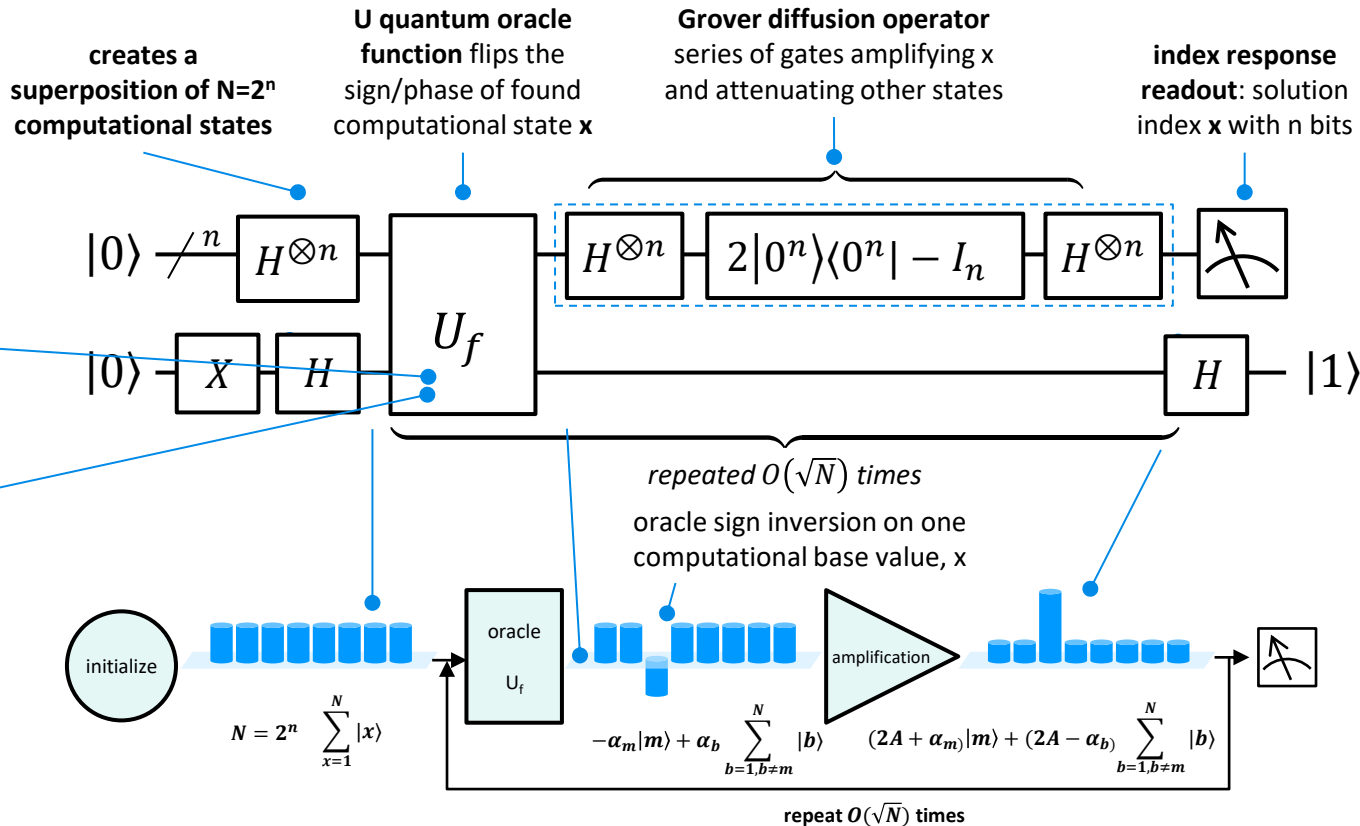 creates a
superposition of N=2ⁿ
computational states
U quantum oracle
function flips the
sign/phase of found
computational state x
Grover diffusion operator
series of gates amplifying x
and attenuating other states
index response
readout: solution
index x with n bits
|0⟩ n H^{⊗n} H^{⊗n} 2|0ⁿ⟩⟨0ⁿ| − I_n H^{⊗n}
U_f
|0⟩ X H H |1⟩
repeated O(√N) times
oracle sign inversion on one
computational base value, x
initialize
oracle
U_f
amplification
N = 2ⁿ ∑_{x=1}^{N} |x⟩
−α_m|m⟩ + α_b ∑_{b=1,b≠m}^{N} |b⟩
(2A + α_m)|m⟩ + (2A − α_b) ∑_{b=1,b≠m}^{N} |b⟩
repeat O(√N) times